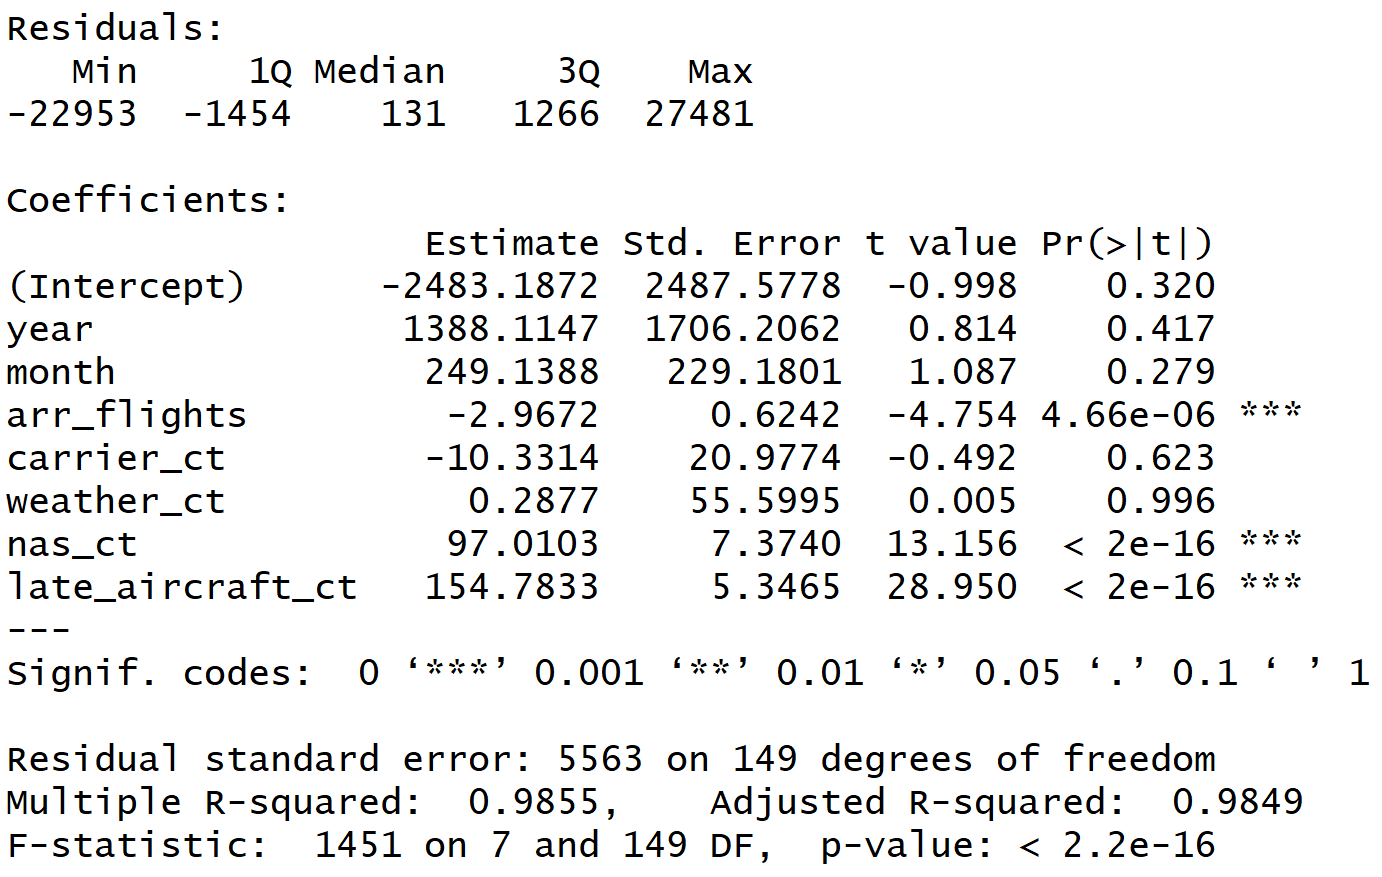 Residuals:
   Min     1Q Median     3Q    Max
-22953  -1454    131   1266  27481

Coefficients:
                    Estimate Std. Error t value Pr(>|t|)
(Intercept)       -2483.1872  2487.5778  -0.998    0.320
year               1388.1147  1706.2062   0.814    0.417
month               249.1388   229.1801   1.087    0.279
arr_flights          -2.9672     0.6242  -4.754 4.66e-06 ***
carrier_ct          -10.3314    20.9774  -0.492    0.623
weather_ct            0.2877    55.5995   0.005    0.996
nas_ct               97.0103     7.3740  13.156  < 2e-16 ***
late_aircraft_ct    154.7833     5.3465  28.950  < 2e-16 ***
---
Signif. codes:  0 ‘***’ 0.001 ‘**’ 0.01 ‘*’ 0.05 ‘.’ 0.1 ‘ ’ 1

Residual standard error: 5563 on 149 degrees of freedom
Multiple R-squared:  0.9855,	Adjusted R-squared:  0.9849
F-statistic:  1451 on 7 and 149 DF,  p-value: < 2.2e-16